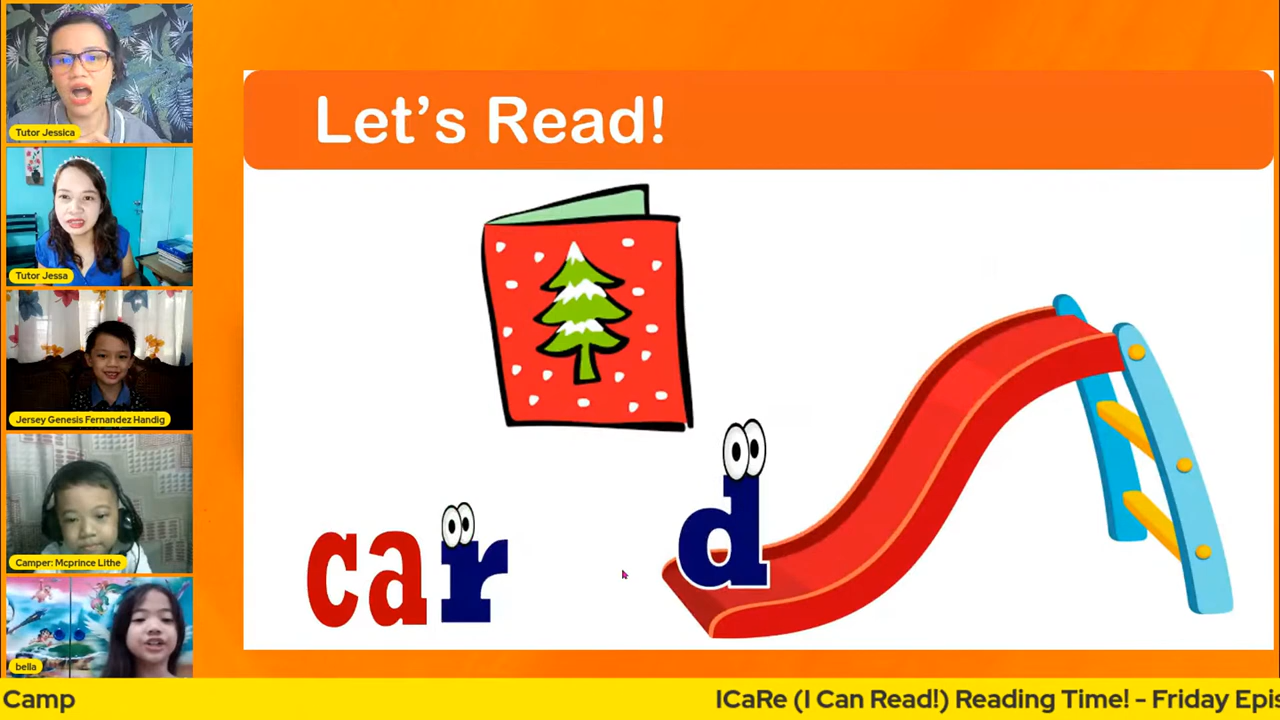 Tutor Jessica
Tutor Jessa
Jersey Genesis Fernandez Handig
Camper: Mcprince Lithe
bella
Let's Read!
car
d
Camp
ICaRe (I Can Read!) Reading Time! - Friday Epis